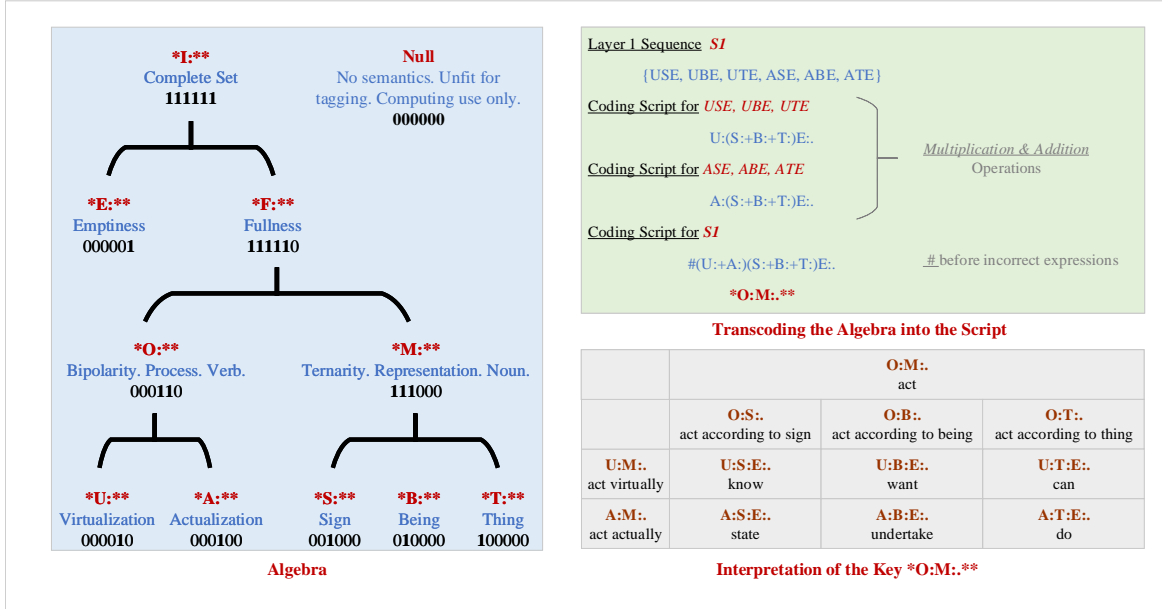 *I:**
Complete Set
111111
Null
No semantics. Unfit for
tagging. Computing use only.
000000
*E:**
Emptiness
000001
*F:**
Fullness
111110
*O:**
Bipolarity. Process. Verb.
000110
*M:**
Ternarity. Representation. Noun.
111000
*U:**
Virtualization
000010
*A:**
Actualization
000100
*S:**
Sign
001000
*B:**
Being
010000
*T:**
Thing
100000
Algebra
Layer 1 Sequence S1
{USE, UBE, UTE, ASE, ABE, ATE}
Coding Script for USE, UBE, UTE
U:(S:+B:+T:)E:.
Coding Script for ASE, ABE, ATE
A:(S:+B:+T:)E:.
Multiplication & Addition
Operations
Coding Script for S1
#(U:+A:)(S:+B:+T:)E:.
# before incorrect expressions
*O:M:.**
Transcoding the Algebra into the Script
O:M:.
act
O:S:.
act according to sign
O:B:.
act according to being
O:T:.
act according to thing
U:M:.
act virtually
U:S:E:.
know
U:B:E:.
want
U:T:E:.
can
A:M:.
act actually
A:S:E:.
state
A:B:E:.
undertake
A:T:E:.
do
Interpretation of the Key *O:M:.**